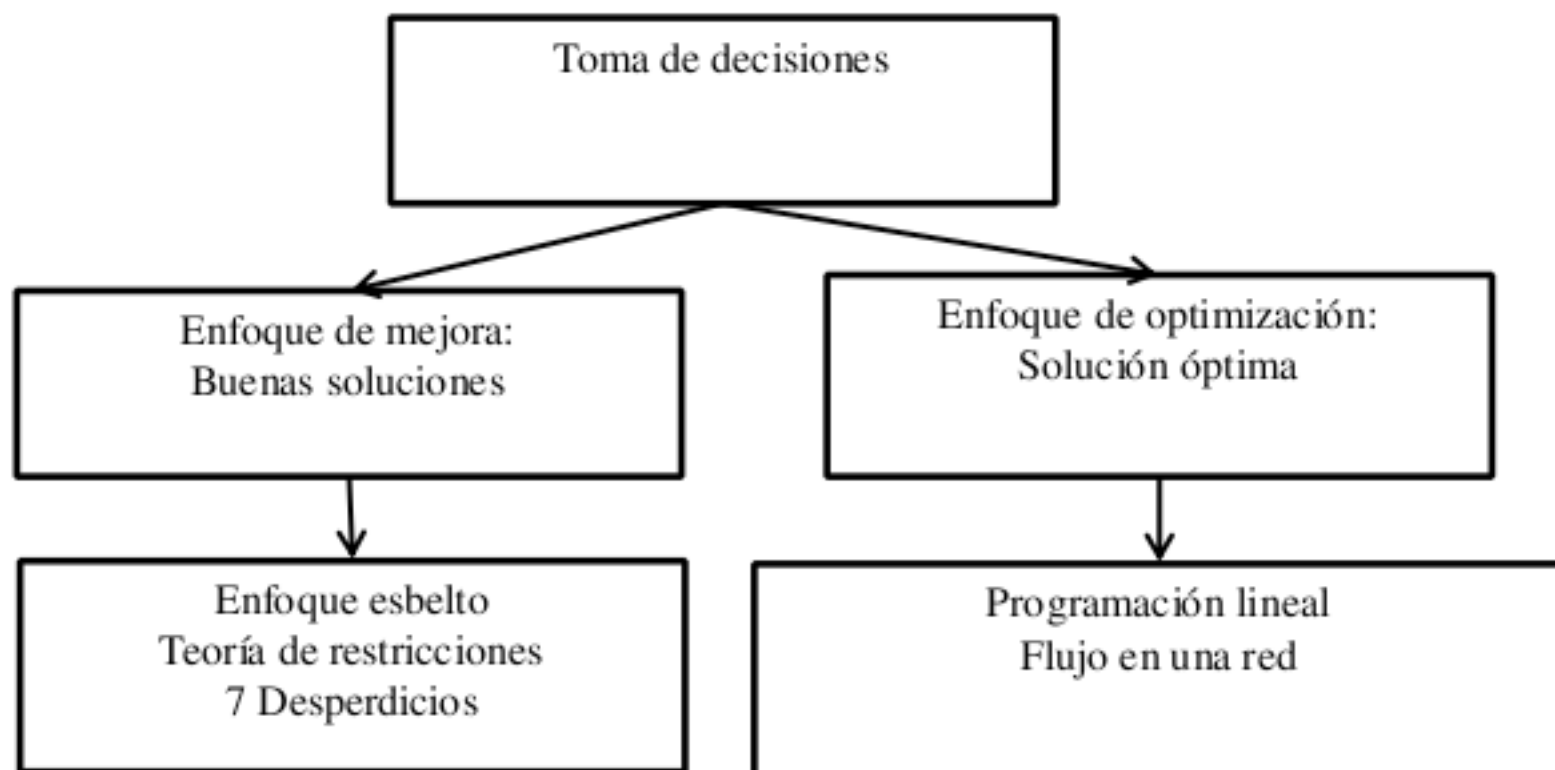 Toma de decisiones
Enfoque de mejora:
Buenas soluciones
Enfoque de optimización:
Solución óptima
Enfoque esbelto
Teoría de restricciones
7 Desperdicios
Programación lineal
Flujo en una red